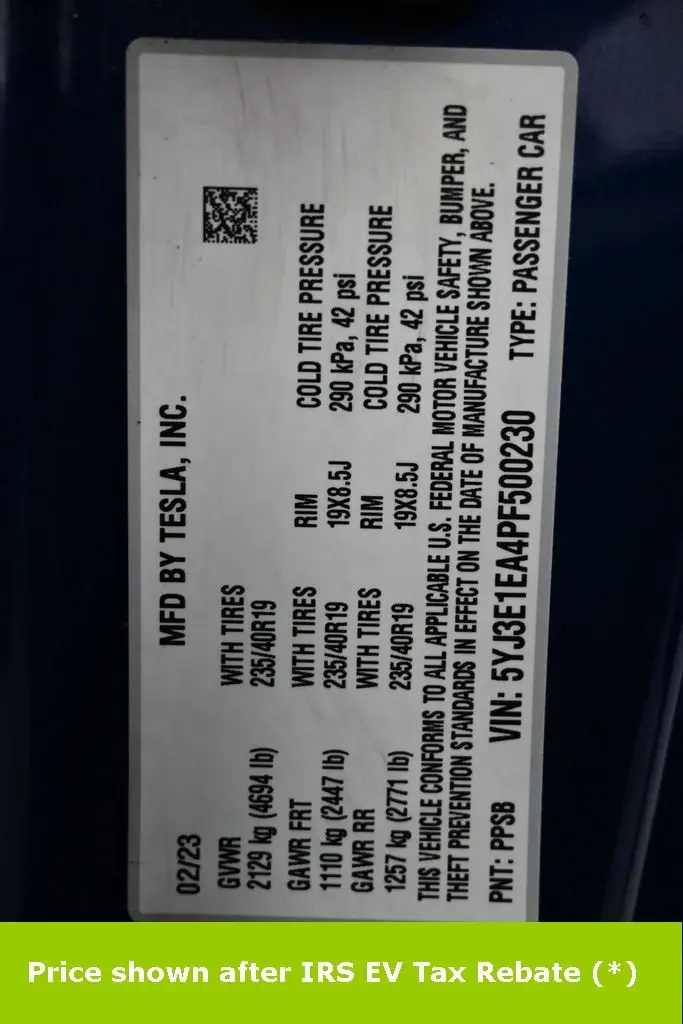 MFD BY TESLA, INC.
02/23
GVWR WITH TIRES
2129 kg (4694 lb) 235/40R19
GAWR FRT WITH TIRES RIM COLD TIRE PRESSURE
1110 kg (2447 lb) 235/40R19 19X8.5J 290 kPa, 42 psi
GAWR RR WITH TIRES RIM COLD TIRE PRESSURE
1257 kg (2771 lb) 235/40R19 19X8.5J 290 kPa, 42 psi
THIS VEHICLE CONFORMS TO ALL APPLICABLE U.S. FEDERAL MOTOR VEHICLE SAFETY, BUMPER, AND
THEFT PREVENTION STANDARDS IN EFFECT ON THE DATE OF MANUFACTURE SHOWN ABOVE.
PNT: PPSB VIN: 5YJ3E1EA4PF500230 TYPE: PASSENGER CAR
Price shown after IRS EV Tax Rebate (*)